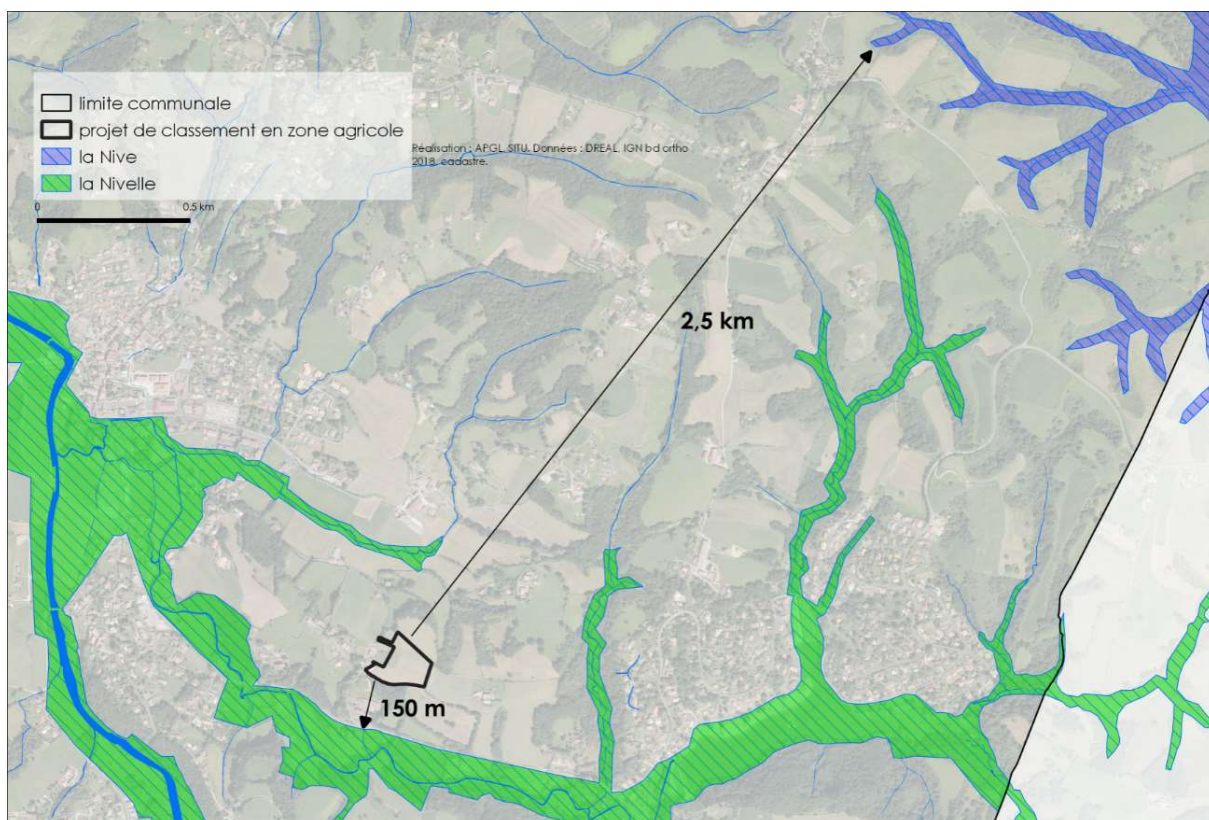 limite communale
projet de classement en zone agricole
la Nive
la Nivelle
Réalisation : APGL, SITU. Données : DREAL, IGN bd ortho
2018, cadastre.
0 0.5 km
2,5 km
150 m